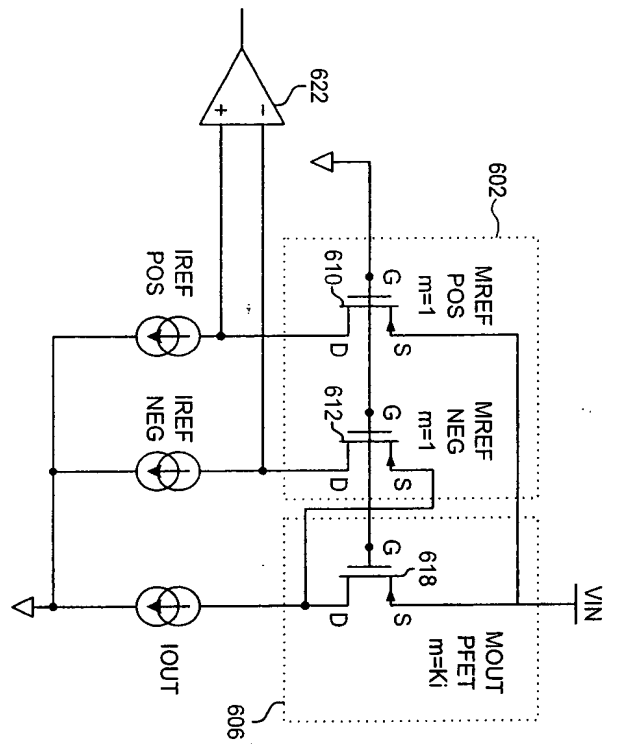 VIN
602
MREF
POS
m=1
MREF
NEG
m=1
MOUT
PFET
m=Ki
S
S
S
G
G
G
610
612
618
D
D
D
606
622
+
−
IREF
POS
IREF
NEG
IOUT